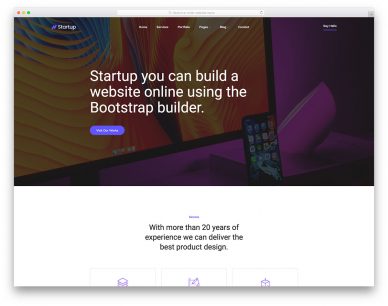 Startup
Home Services Portfolio Pages Blog Contact
Say Hello
Startup you can build a
website online using the
Bootstrap builder.
Visit Our Works
Services
With more than 20 years of
experience we can deliver the
best product design.